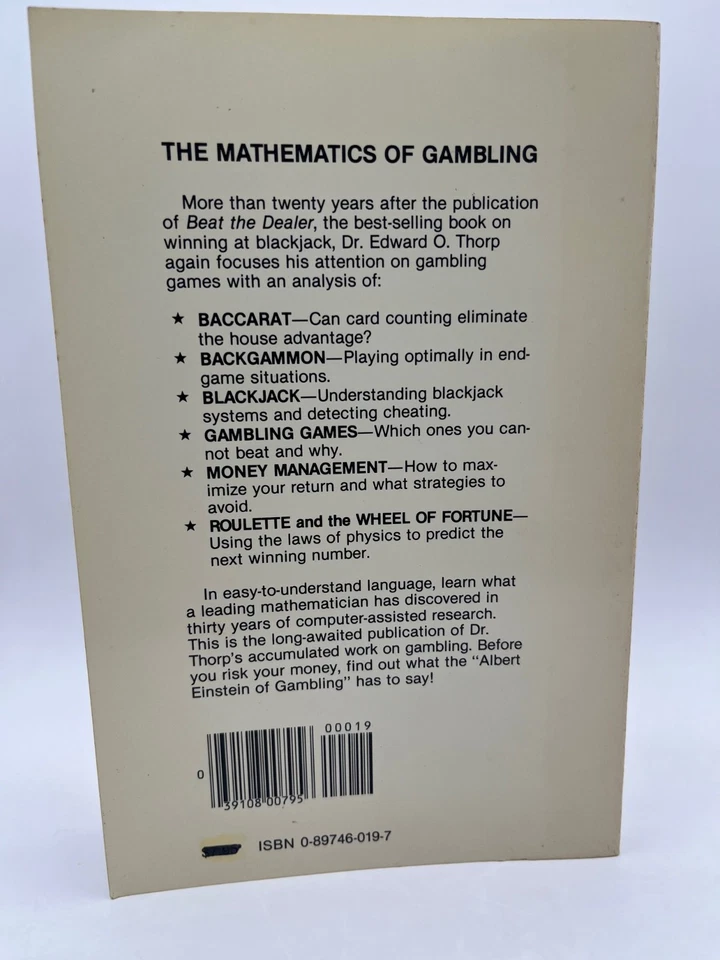 THE MATHEMATICS OF GAMBLING
More than twenty years after the publication
of Beat the Dealer, the best-selling book on
winning at blackjack, Dr. Edward O. Thorp
again focuses his attention on gambling
games with an analysis of:
★ BACCARAT—Can card counting eliminate
the house advantage?
★ BACKGAMMON—Playing optimally in end-
game situations.
★ BLACKJACK—Understanding blackjack
systems and detecting cheating.
★ GAMBLING GAMES—Which ones you can-
not beat and why.
★ MONEY MANAGEMENT—How to max-
imize your return and what strategies to
avoid.
★ ROULETTE and the WHEEL OF FORTUNE—
Using the laws of physics to predict the
next winning number.
In easy-to-understand language, learn what
a leading mathematician has discovered in
thirty years of computer-assisted research.
This is the long-awaited publication of Dr.
Thorp's accumulated work on gambling. Before
you risk your money, find out what the "Albert
Einstein of Gambling" has to say!
00019
0
39108 00795
ISBN 0-89746-019-7